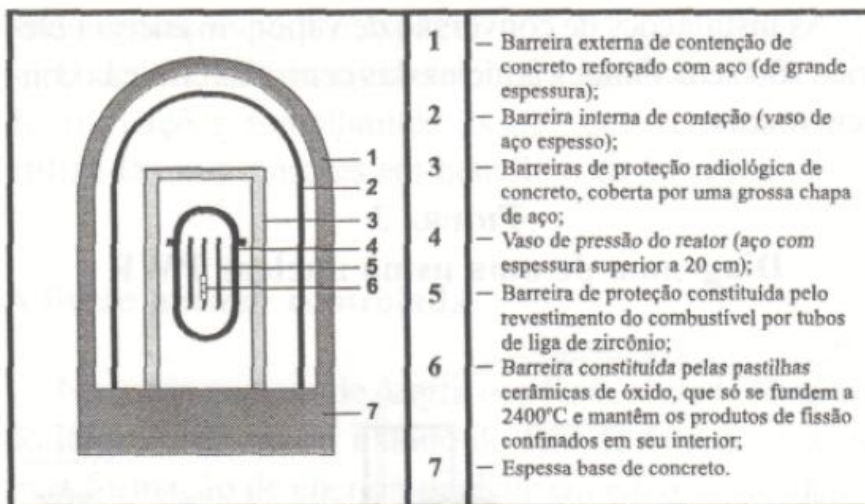 1
2
3
4
5
6
7
1 – Barreira externa de contenção de
concreto reforçado com aço (de grande
espessura);
2 – Barreira interna de conteção (vaso de
aço espesso);
3 – Barreiras de proteção radiológica de
concreto, coberta por uma grossa chapa
de aço;
4 – Vaso de pressão do reator (aço com
espessura superior a 20 cm);
5 – Barreira de proteção constituída pelo
revestimento do combustível por tubos
de liga de zircônio;
6 – Barreira constituída pelas pastilhas
cerâmicas de óxido, que só se fundem a
2400°C e mantêm os produtos de fissão
confinados em seu interior;
7 – Espessa base de concreto.